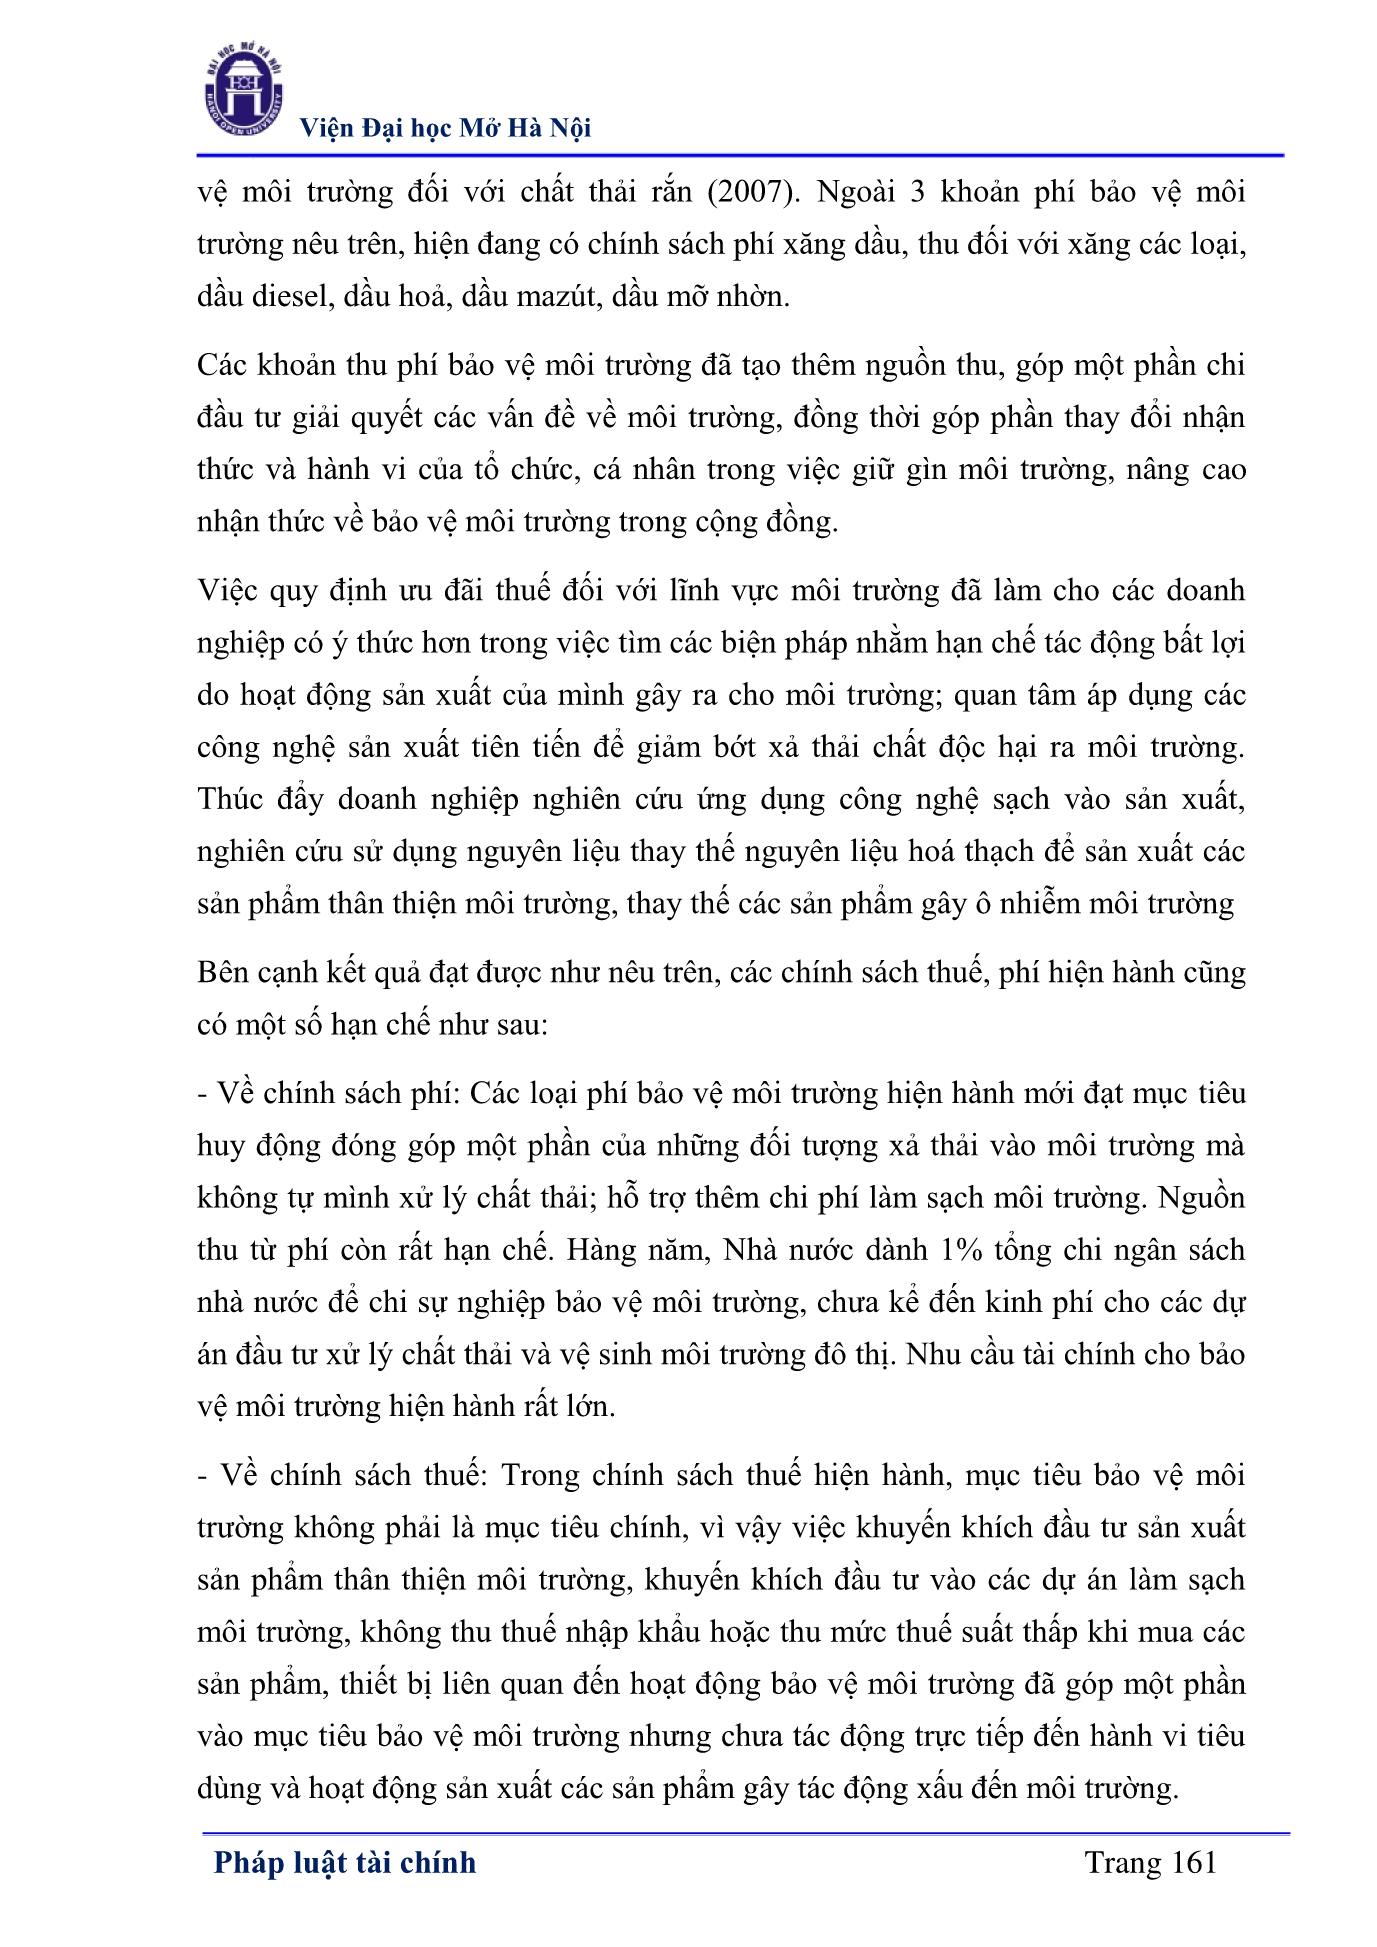 ĐẠI HỌC MỞ HÀ NỘI
HANOI OPEN UNIVERSITY
Viện Đại học Mở Hà Nội
vệ môi trường đối với chất thải rắn (2007). Ngoài 3 khoản phí bảo vệ môi
trường nêu trên, hiện đang có chính sách phí xăng dầu, thu đối với xăng các loại,
dầu diesel, dầu hoả, dầu mazút, dầu mỡ nhờn.
Các khoản thu phí bảo vệ môi trường đã tạo thêm nguồn thu, góp một phần chi
đầu tư giải quyết các vấn đề về môi trường, đồng thời góp phần thay đổi nhận
thức và hành vi của tổ chức, cá nhân trong việc giữ gìn môi trường, nâng cao
nhận thức về bảo vệ môi trường trong cộng đồng.
Việc quy định ưu đãi thuế đối với lĩnh vực môi trường đã làm cho các doanh
nghiệp có ý thức hơn trong việc tìm các biện pháp nhằm hạn chế tác động bất lợi
do hoạt động sản xuất của mình gây ra cho môi trường; quan tâm áp dụng các
công nghệ sản xuất tiên tiến để giảm bớt xả thải chất độc hại ra môi trường.
Thúc đẩy doanh nghiệp nghiên cứu ứng dụng công nghệ sạch vào sản xuất,
nghiên cứu sử dụng nguyên liệu thay thế nguyên liệu hoá thạch để sản xuất các
sản phẩm thân thiện môi trường, thay thế các sản phẩm gây ô nhiễm môi trường
Bên cạnh kết quả đạt được như nêu trên, các chính sách thuế, phí hiện hành cũng
có một số hạn chế như sau:
- Về chính sách phí: Các loại phí bảo vệ môi trường hiện hành mới đạt mục tiêu
huy động đóng góp một phần của những đối tượng xả thải vào môi trường mà
không tự mình xử lý chất thải; hỗ trợ thêm chi phí làm sạch môi trường. Nguồn
thu từ phí còn rất hạn chế. Hàng năm, Nhà nước dành 1% tổng chi ngân sách
nhà nước để chi sự nghiệp bảo vệ môi trường, chưa kể đến kinh phí cho các dự
án đầu tư xử lý chất thải và vệ sinh môi trường đô thị. Nhu cầu tài chính cho bảo
vệ môi trường hiện hành rất lớn.
- Về chính sách thuế: Trong chính sách thuế hiện hành, mục tiêu bảo vệ môi
trường không phải là mục tiêu chính, vì vậy việc khuyến khích đầu tư sản xuất
sản phẩm thân thiện môi trường, khuyến khích đầu tư vào các dự án làm sạch
môi trường, không thu thuế nhập khẩu hoặc thu mức thuế suất thấp khi mua các
sản phẩm, thiết bị liên quan đến hoạt động bảo vệ môi trường đã góp một phần
vào mục tiêu bảo vệ môi trường nhưng chưa tác động trực tiếp đến hành vi tiêu
dùng và hoạt động sản xuất các sản phẩm gây tác động xấu đến môi trường.
Pháp luật tài chính
Trang 161